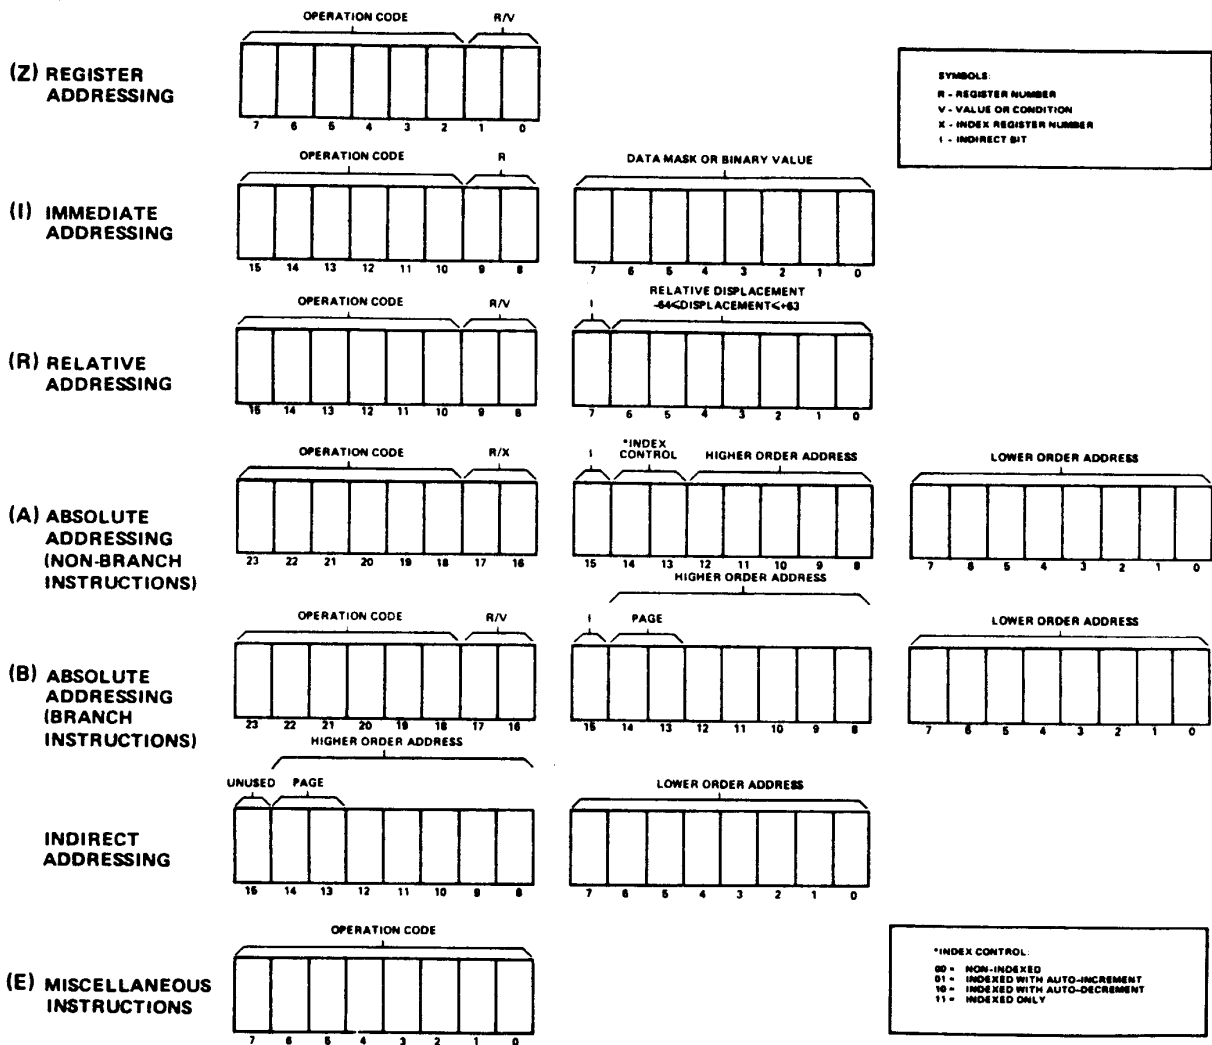 OPERATION CODE R/V
(Z) REGISTER
ADDRESSING
7 6 5 4 3 2 1 0
SYMBOLS:
R - REGISTER NUMBER
V - VALUE OR CONDITION
X - INDEX REGISTER NUMBER
I - INDIRECT BIT
OPERATION CODE R DATA MASK OR BINARY VALUE
(I) IMMEDIATE
ADDRESSING
15 14 13 12 11 10 9 8 7 6 5 4 3 2 1 0
OPERATION CODE R/V I RELATIVE DISPLACEMENT
-64≤DISPLACEMENT≤+63
(R) RELATIVE
ADDRESSING
15 14 13 12 11 10 9 8 7 6 5 4 3 2 1 0
OPERATION CODE R/X I *INDEX
CONTROL HIGHER ORDER ADDRESS LOWER ORDER ADDRESS
(A) ABSOLUTE
ADDRESSING
(NON-BRANCH
INSTRUCTIONS)
23 22 21 20 19 18 17 16 15 14 13 12 11 10 9 8 7 6 5 4 3 2 1 0
HIGHER ORDER ADDRESS
OPERATION CODE R/V I PAGE LOWER ORDER ADDRESS
(B) ABSOLUTE
ADDRESSING
(BRANCH
INSTRUCTIONS)
23 22 21 20 19 18 17 16 15 14 13 12 11 10 9 8 7 6 5 4 3 2 1 0
HIGHER ORDER ADDRESS
UNUSED PAGE LOWER ORDER ADDRESS
INDIRECT
ADDRESSING
15 14 13 12 11 10 9 8 7 6 5 4 3 2 1 0
OPERATION CODE
(E) MISCELLANEOUS
INSTRUCTIONS
7 6 5 4 3 2 1 0
*INDEX CONTROL:
00 = NON-INDEXED
01 = INDEXED WITH AUTO-INCREMENT
10 = INDEXED WITH AUTO-DECREMENT
11 = INDEXED ONLY